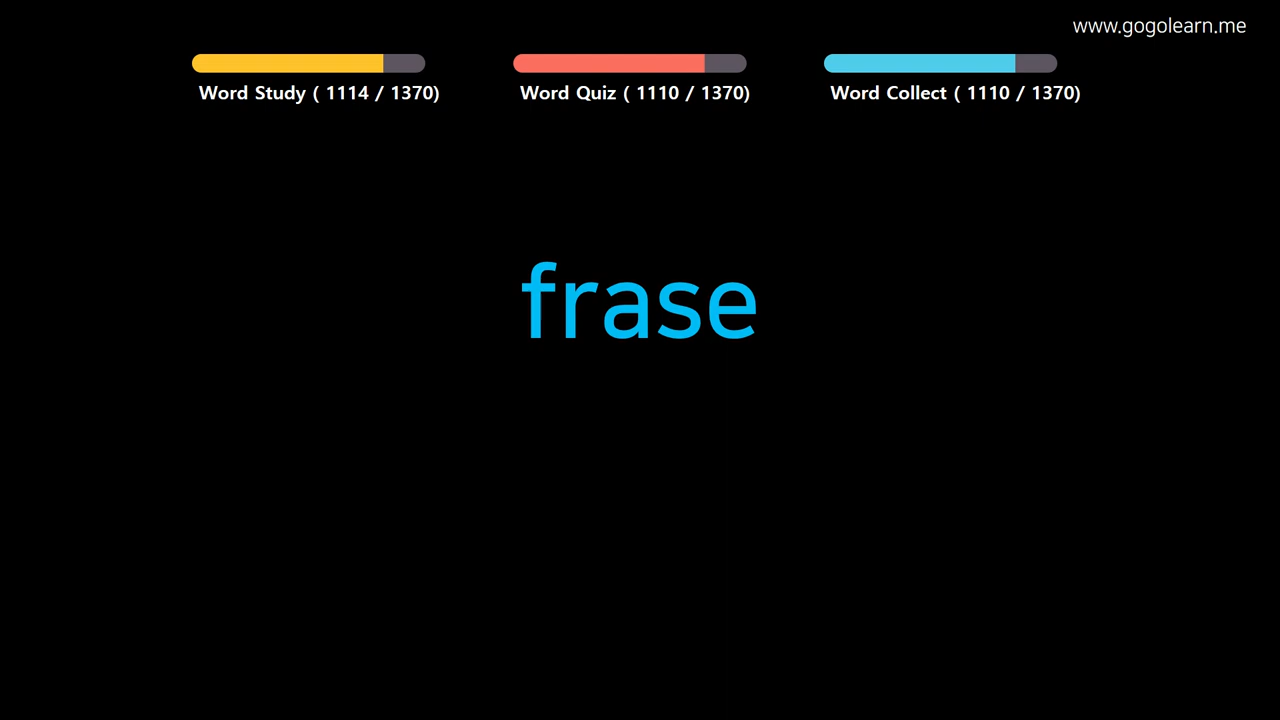 www.gogolearn.me
Word Study ( 1114 / 1370)
Word Quiz ( 1110 / 1370)
Word Collect ( 1110 / 1370)
frase